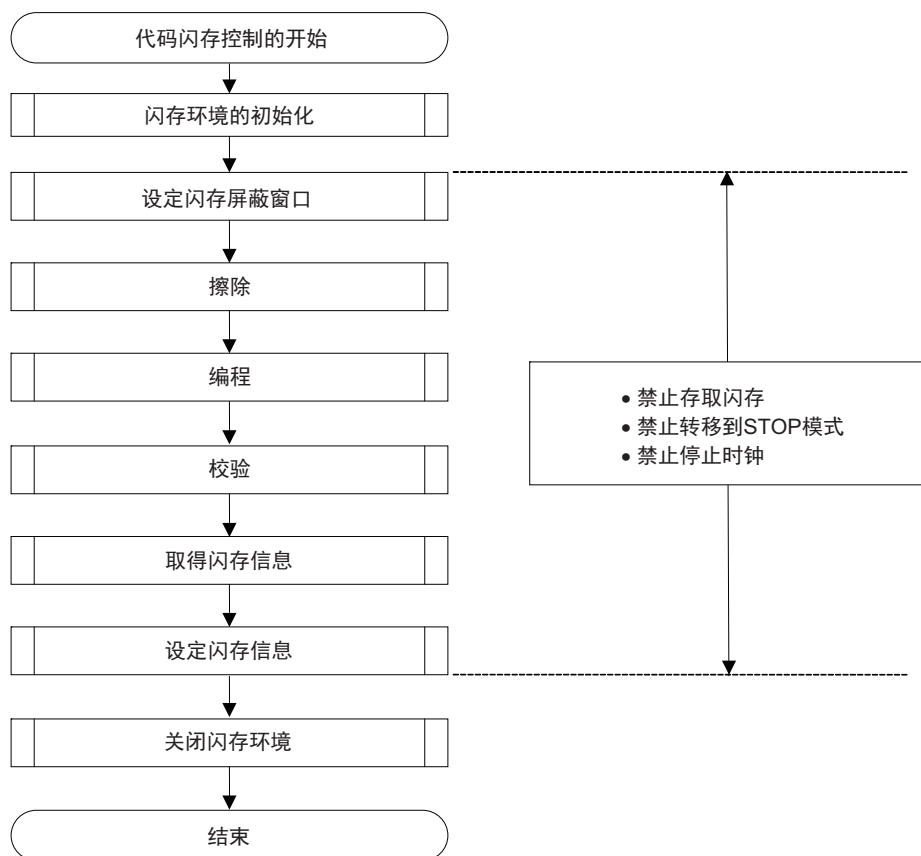 代码闪存控制的开始
闪存环境的初始化
设定闪存屏蔽窗口
擦除
编程
校验
取得闪存信息
设定闪存信息
关闭闪存环境
结束
● 禁止存取闪存
● 禁止转移到STOP模式
● 禁止停止时钟